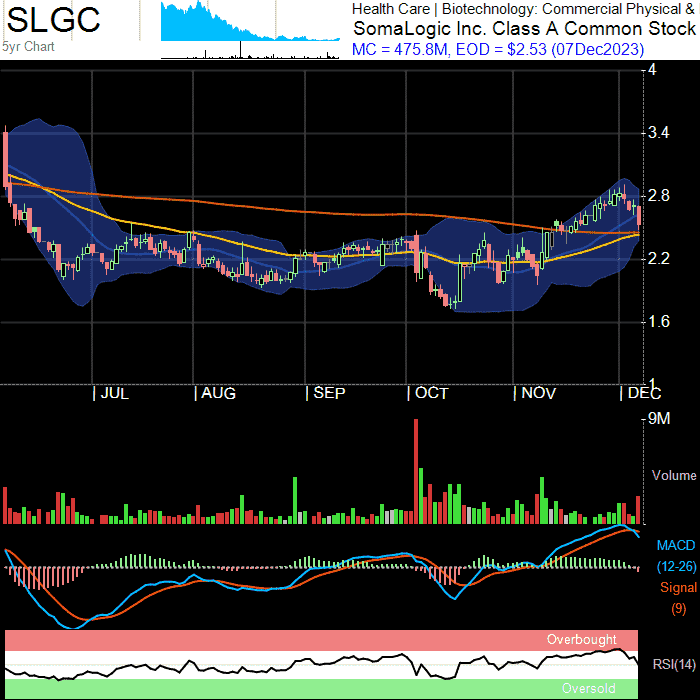 SLGC
5yr Chart
Health Care | Biotechnology: Commercial Physical &
SomaLogic Inc. Class A Common Stock
MC = 475.8M, EOD = $2.53 (07Dec2023)
4
3.4
2.8
2.2
1.6
1
| JUL | AUG | SEP | OCT | NOV | DEC
9M
Volume
MACD
(12-26)
Signal
(9)
Overbought
RSI(14)
Oversold